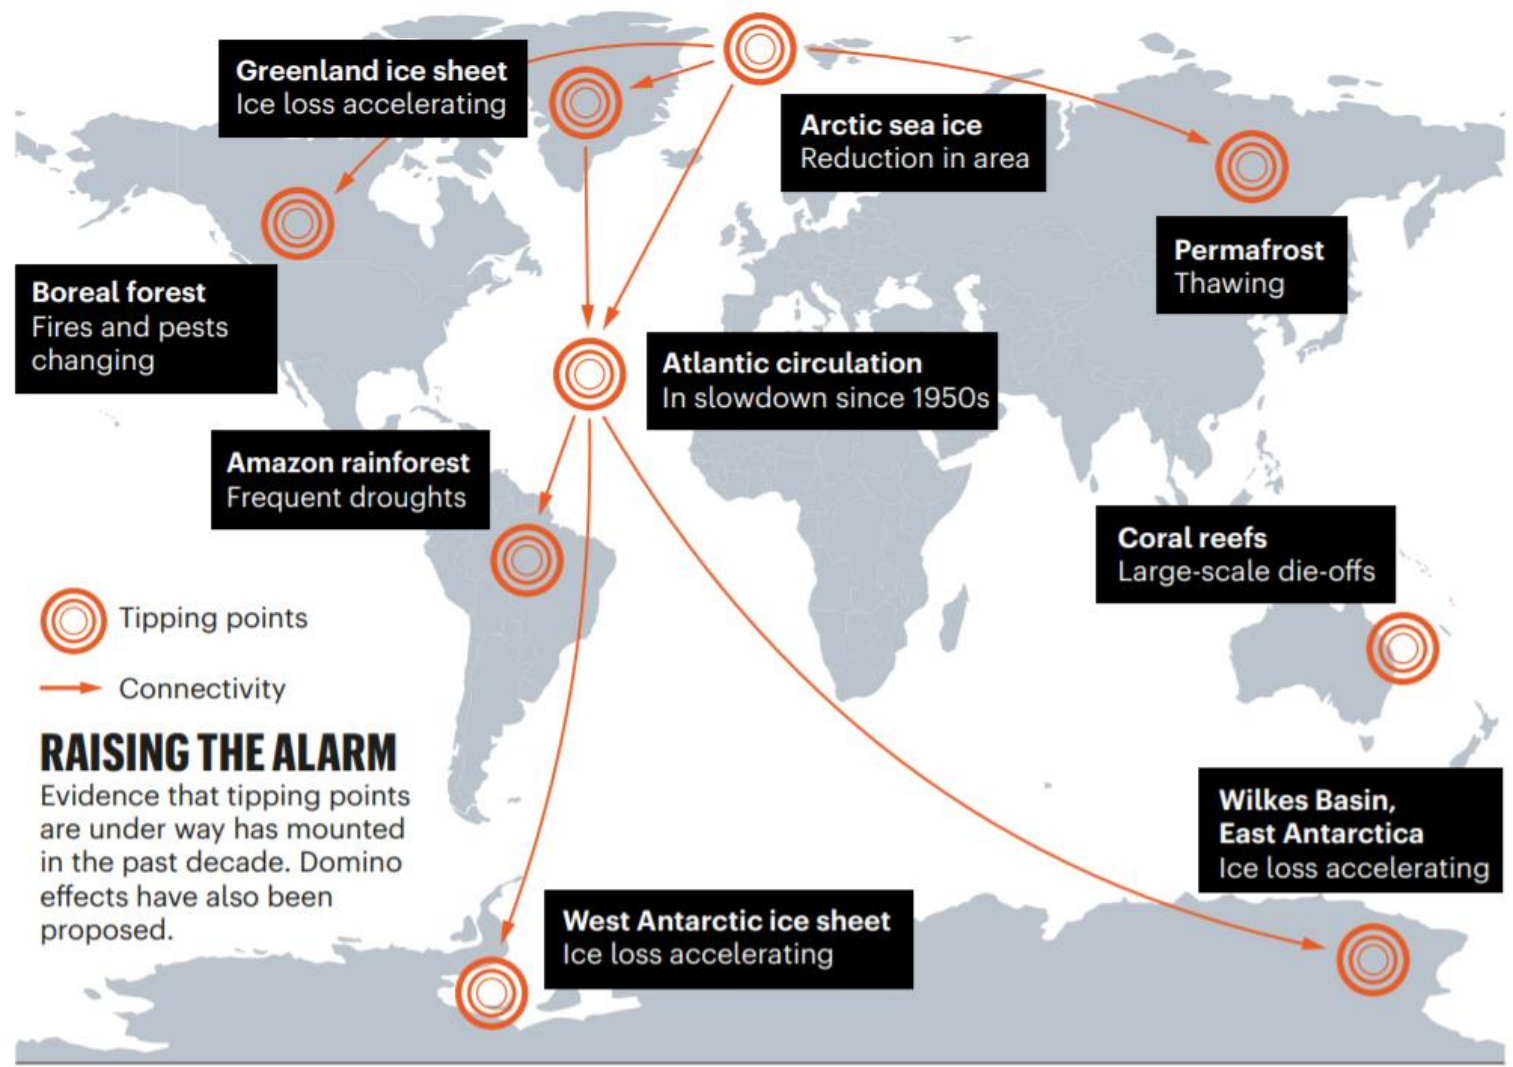 Greenland ice sheet
Ice loss accelerating
Arctic sea ice
Reduction in area
Permafrost
Thawing
Boreal forest
Fires and pests
changing
Atlantic circulation
In slowdown since 1950s
Amazon rainforest
Frequent droughts
Coral reefs
Large-scale die-offs
Tipping points
Connectivity
RAISING THE ALARM
Evidence that tipping points
are under way has mounted
in the past decade. Domino
effects have also been
proposed.
Wilkes Basin,
East Antarctica
Ice loss accelerating
West Antarctic ice sheet
Ice loss accelerating